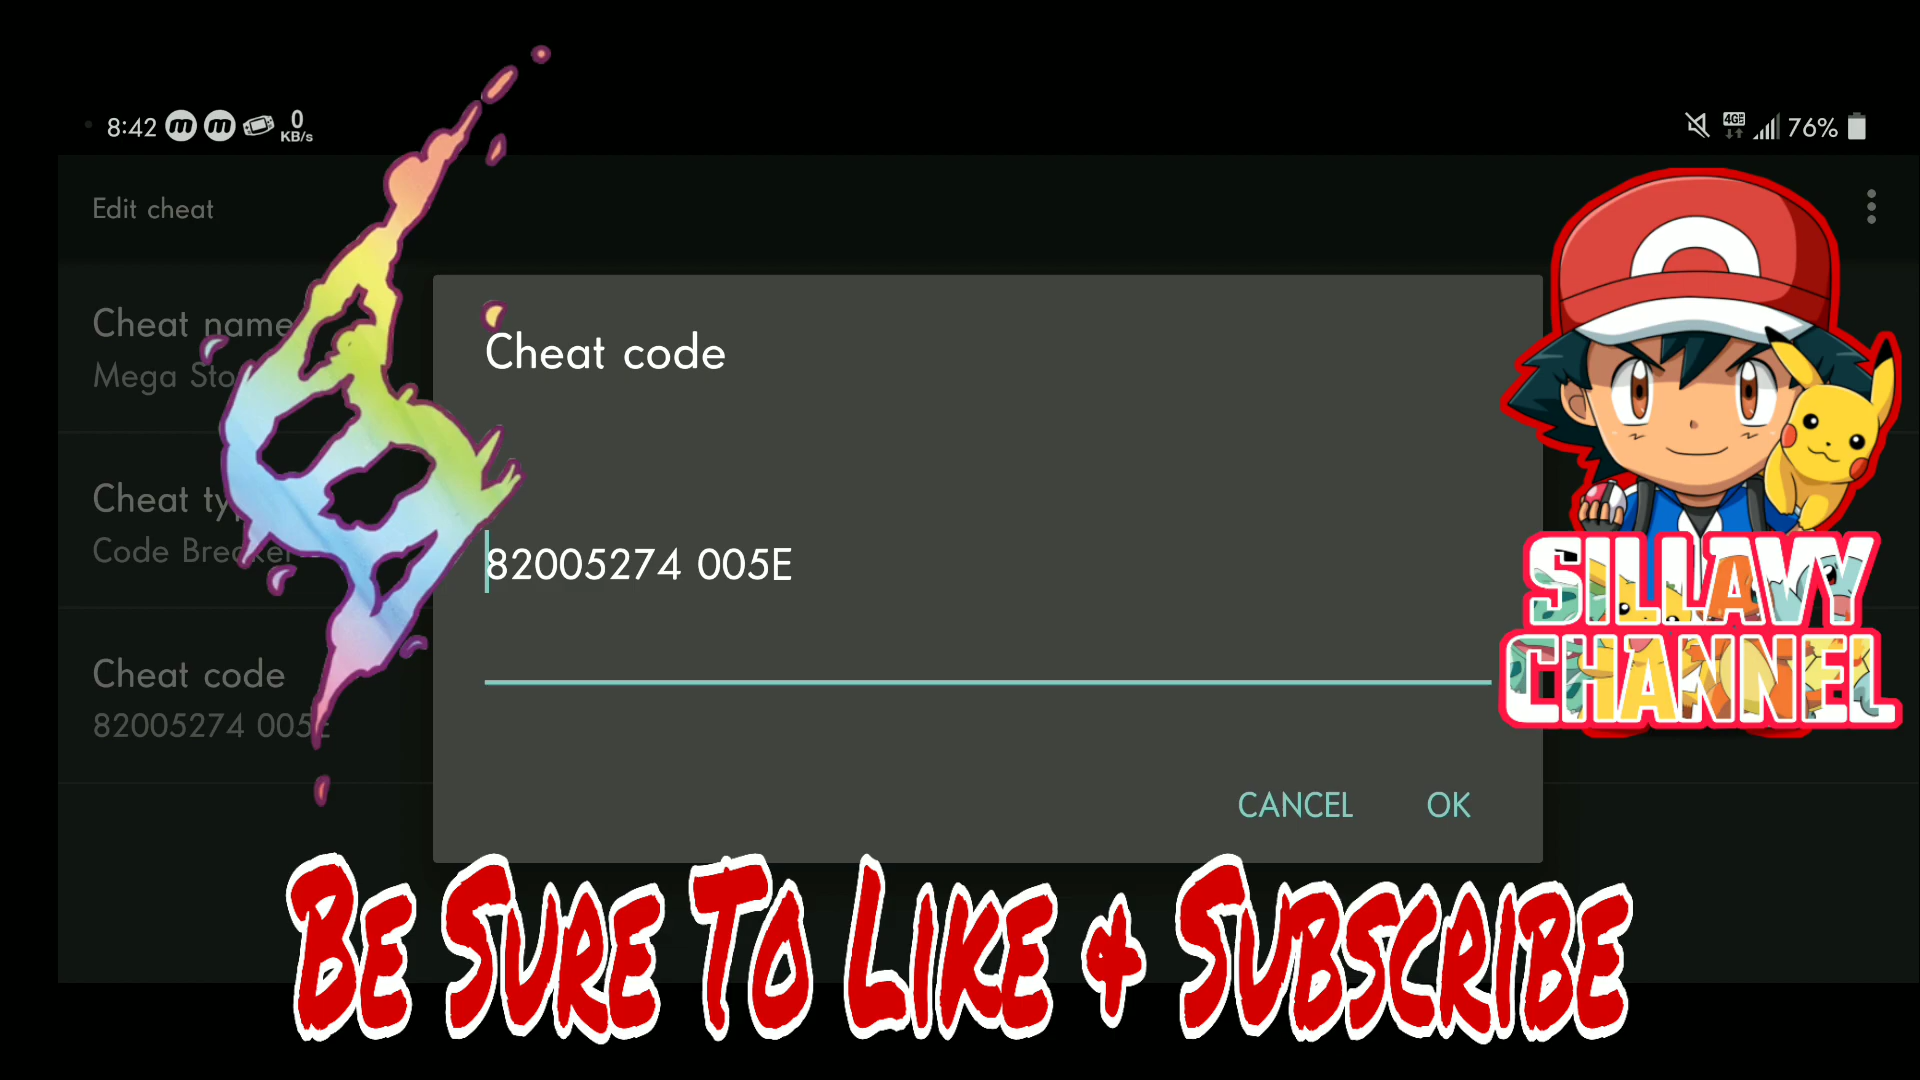 8:42
0
KB/s
4GE
76%
Edit cheat
Cheat name
Mega Sto
Cheat ty
Code Breaker
Cheat code
82005274 005E
Cheat code
82005274 005E
CANCEL OK
SILLAVY
CHANNEL
Be Sure To Like & Subscribe